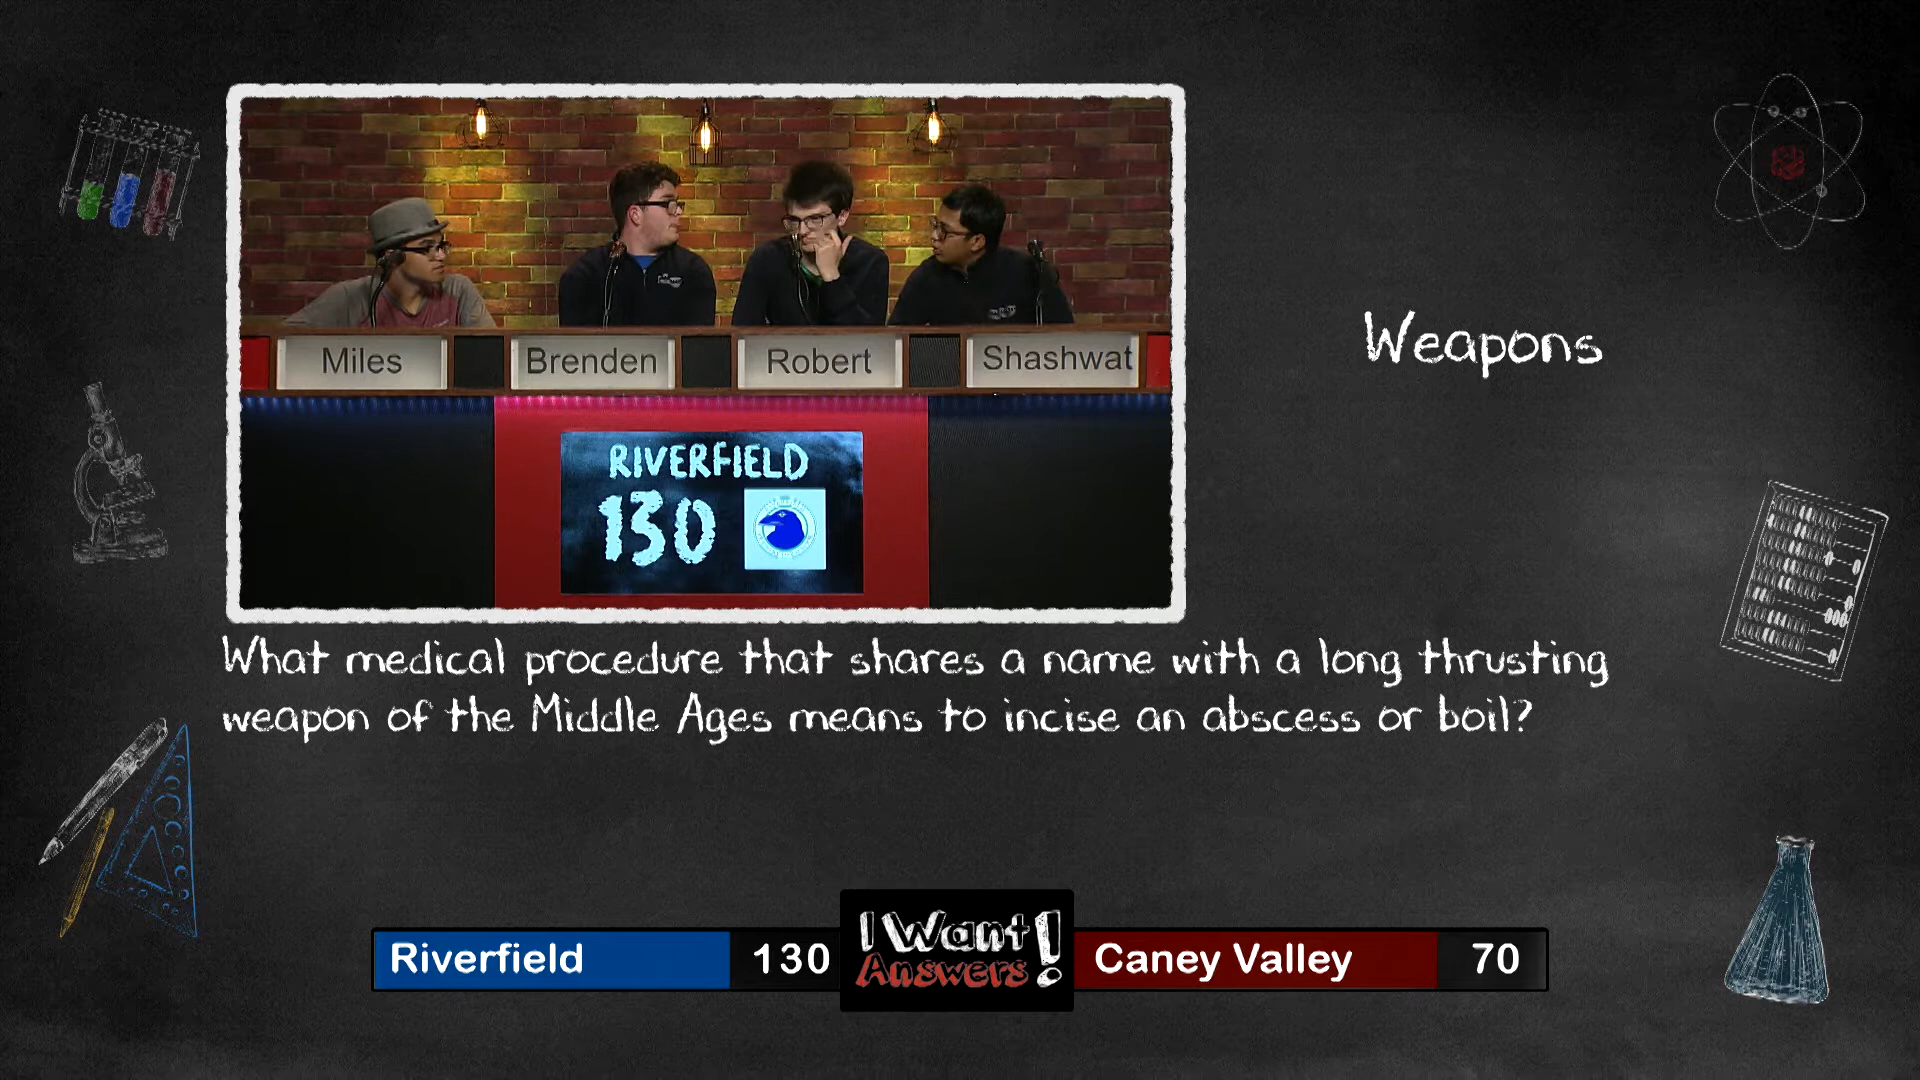 Miles
Brenden
Robert
Shashwat
RIVERFIELD
130
Weapons
What medical procedure that shares a name with a long thrusting
weapon of the Middle Ages means to incise an abscess or boil?
Riverfield 130
I Want
Answers!
Caney Valley 70